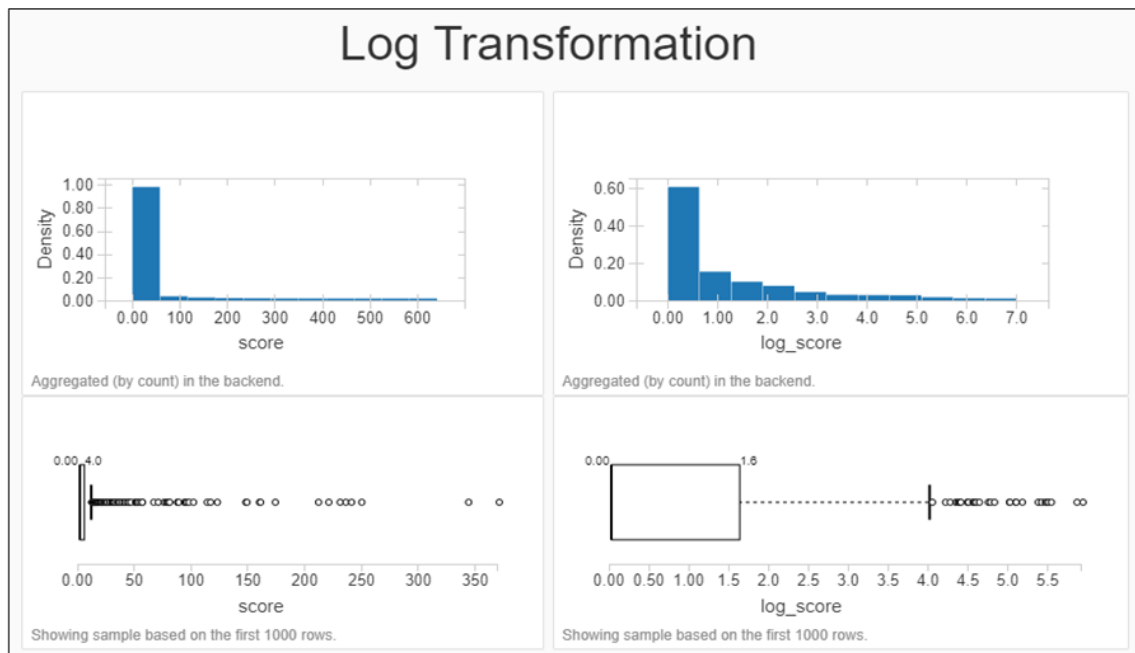 Log Transformation
1.00
0.80
0.60
0.40
0.20
0.00
Density
0.00 100 200 300 400 500 600
score
Aggregated (by count) in the backend.
0.60
0.40
0.20
0.00
Density
0.00 1.00 2.0 3.0 4.0 5.0 6.0 7.0
log_score
Aggregated (by count) in the backend.
0.00 4.0
0.00 50 100 150 200 250 300 350
score
Showing sample based on the first 1000 rows.
0.00 1.6
0.00 0.50 1.00 1.5 2.0 2.5 3.0 3.5 4.0 4.5 5.0 5.5
log_score
Showing sample based on the first 1000 rows.